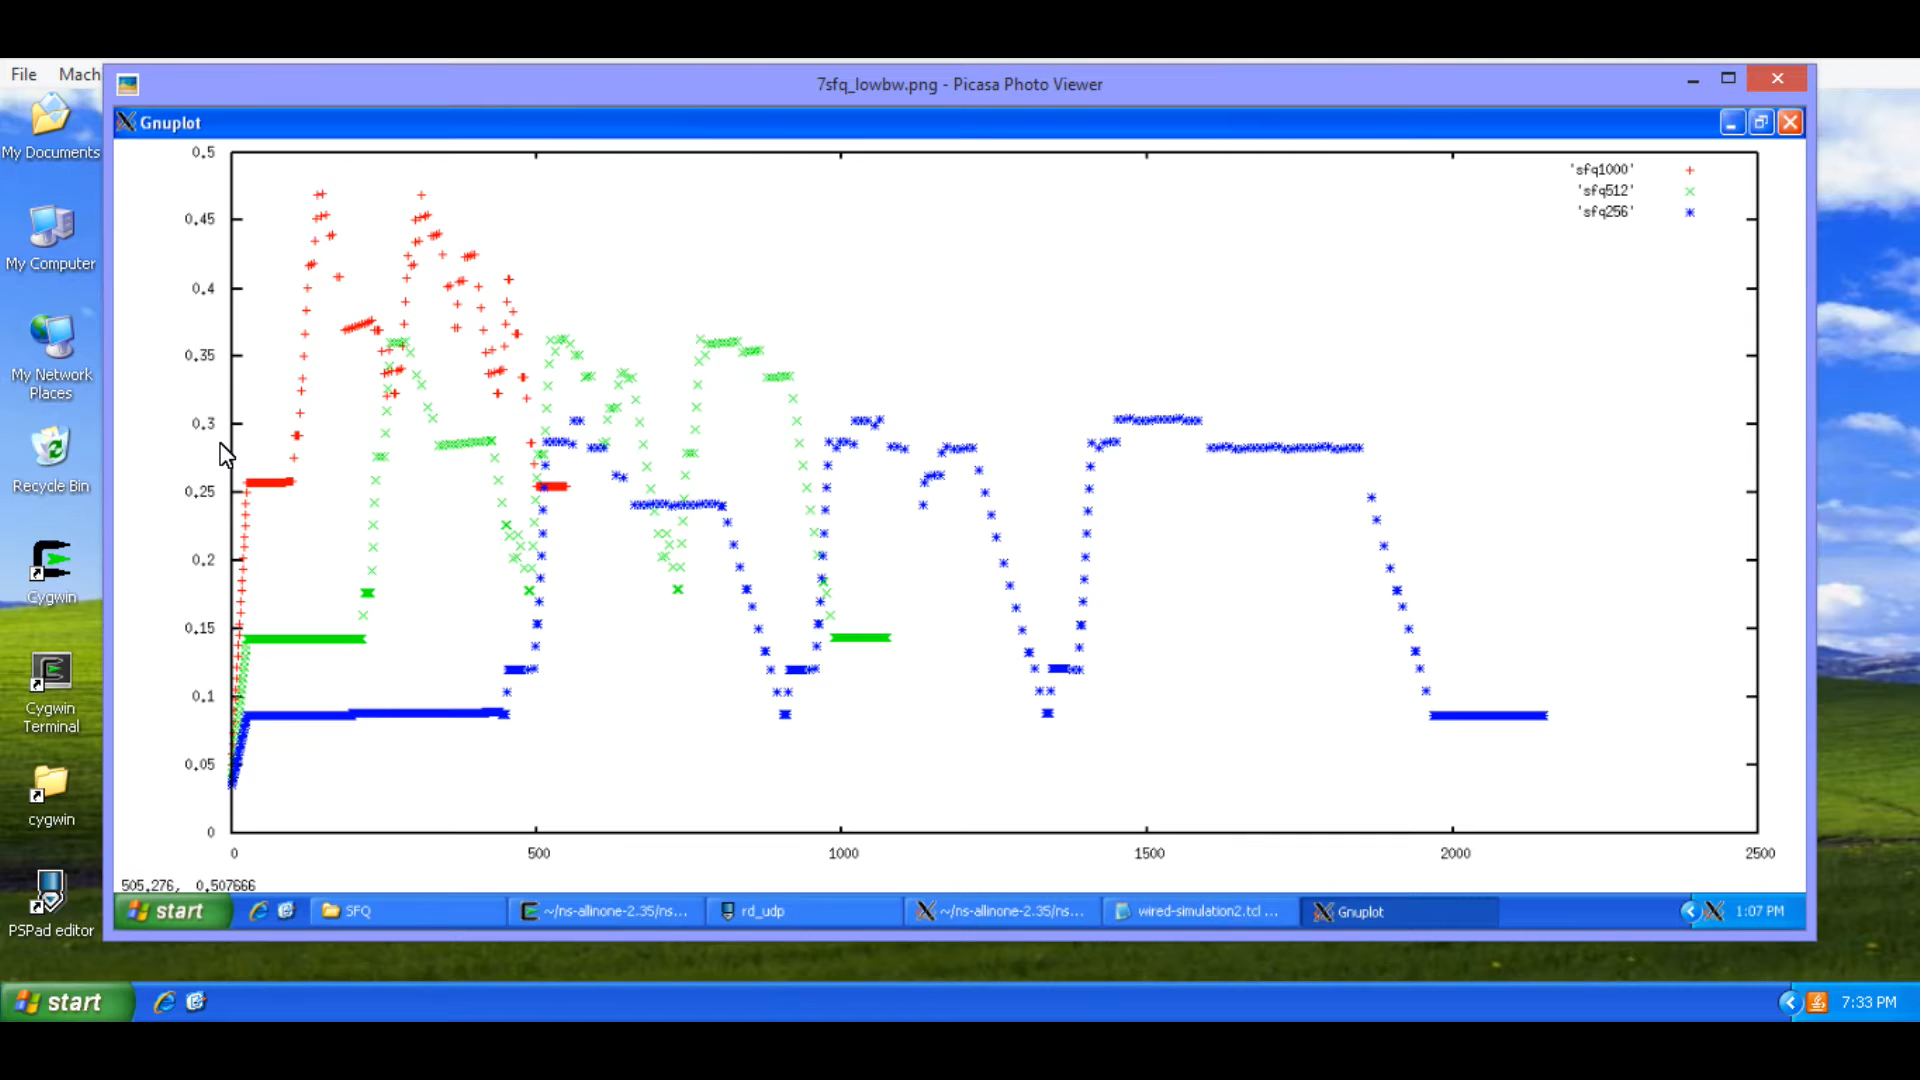 File Mach
7sfq_lowbw.png - Picasa Photo Viewer
Gnuplot
My Documents
My Computer
My Network
Places
Recycle Bin
Cygwin
Cygwin
Terminal
cygwin
PSPad editor
0.5
0.45
0.4
0.35
0.3
0.25
0.2
0.15
0.1
0.05
0
'sfq1000'
'sfq512'
'sfq256'
0 500 1000 1500 2000 2500
505.276, 0.507666
start SFQ ~/ns-allinone-2.35/ns... rd_udp ~/ns-allinone-2.35/ns... wired-simulation2.tcl ... Gnuplot 1:07 PM
start 7:33 PM